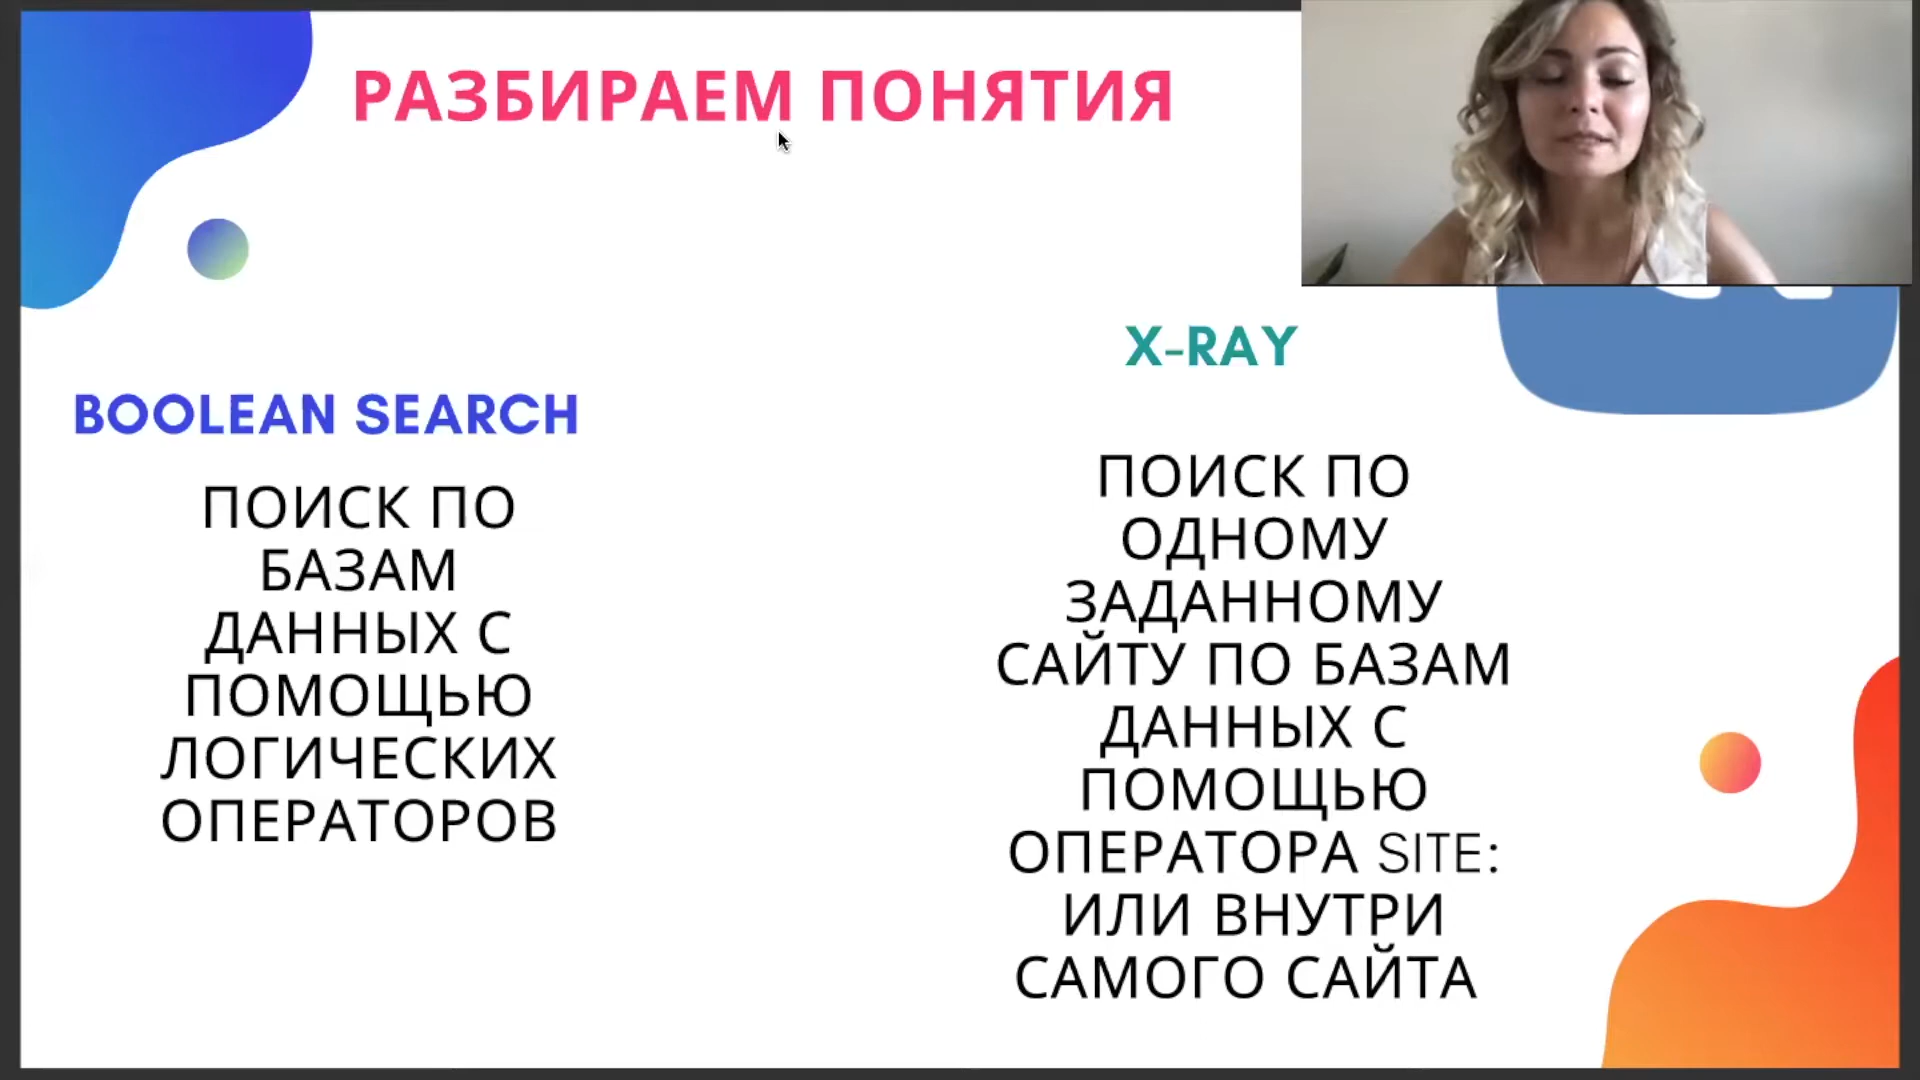 РАЗБИРАЕМ ПОНЯТИЯ
BOOLEAN SEARCH
ПОИСК ПО
БАЗАМ
ДАННЫХ С
ПОМОЩЬЮ
ЛОГИЧЕСКИХ
ОПЕРАТОРОВ
X-RAY
ПОИСК ПО
ОДНОМУ
ЗАДАННОМУ
САЙТУ ПО БАЗАМ
ДАННЫХ С
ПОМОЩЬЮ
ОПЕРАТОРА SITE:
ИЛИ ВНУТРИ
САМОГО САЙТА